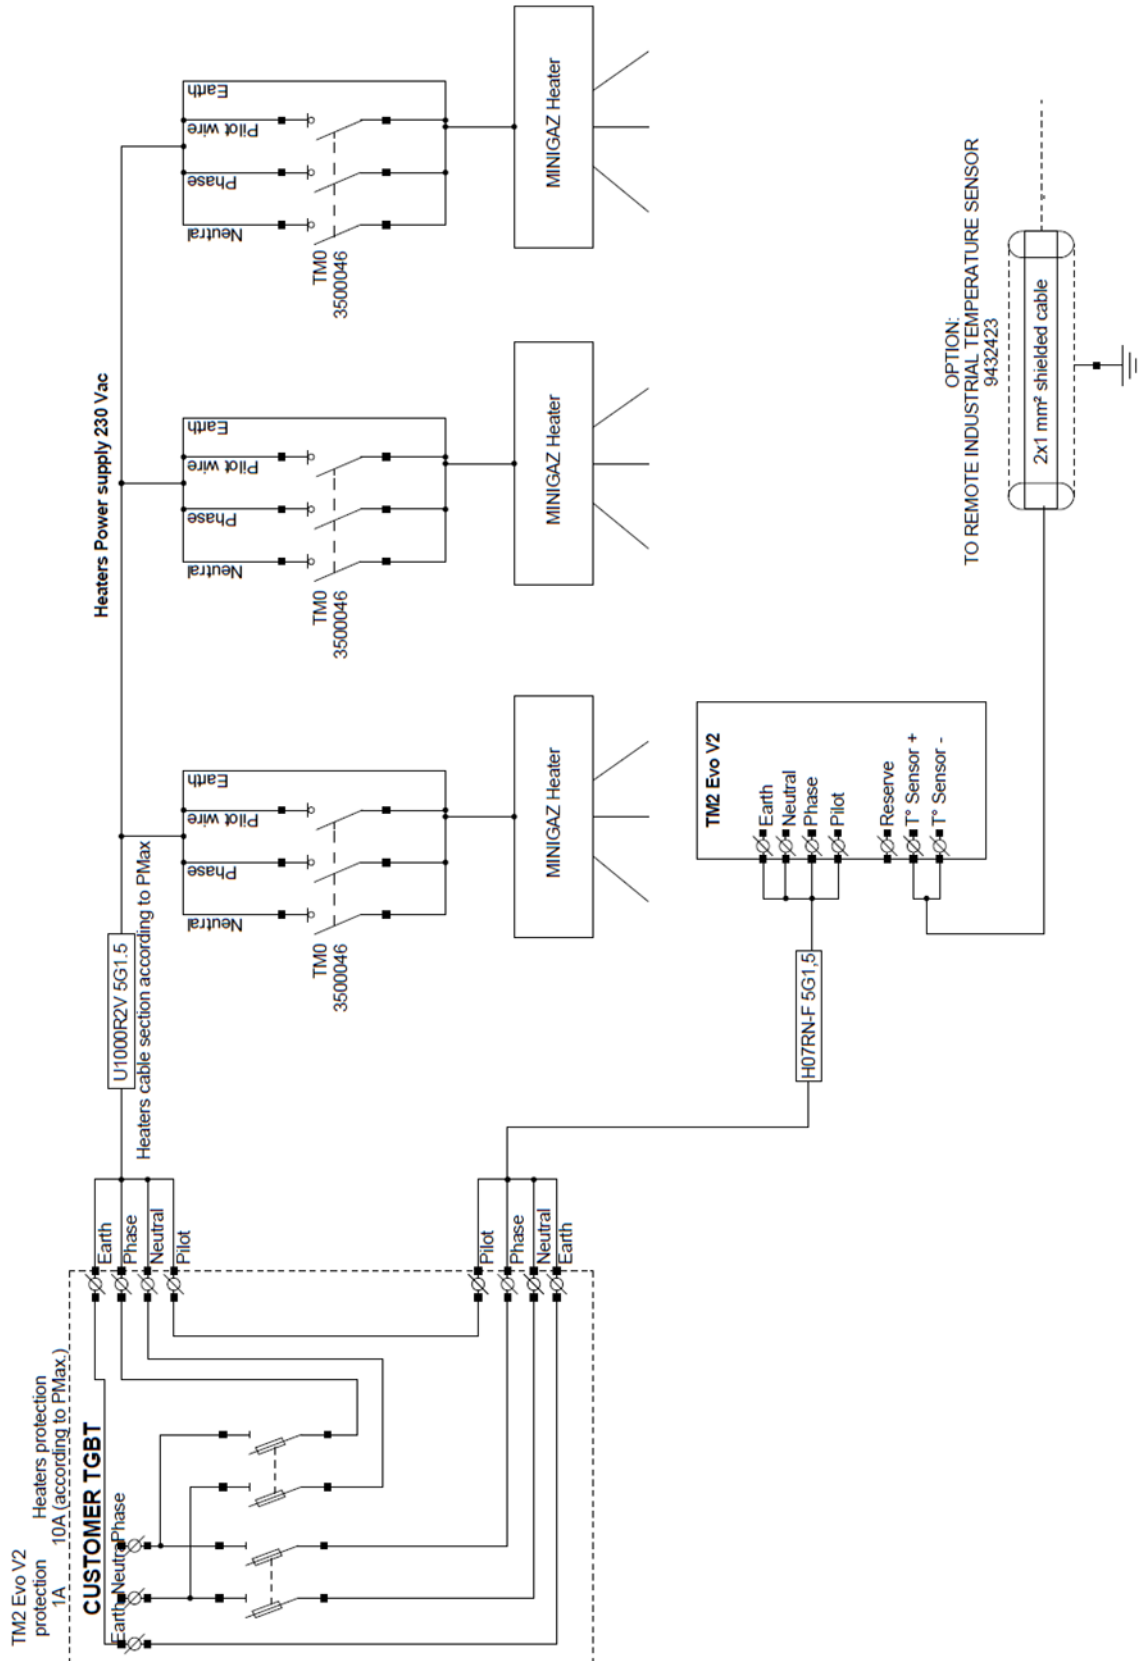 TM2 Evo V2
protection
1A
Heaters protection
10A (according to PMax.)
CUSTOMER TGBT
Earth
Neutral
Phase
Earth
Phase
Neutral
Pilot
Pilot
Phase
Neutral
Earth
U1000R2V 5G1.5
Heaters cable section according to PMax
Heaters Power supply 230 Vac
Neutral
Phase
Pilot wire
Earth
TM0
3500046
MINIGAZ Heater
Neutral
Phase
Pilot wire
Earth
TM0
3500046
MINIGAZ Heater
Neutral
Phase
Pilot wire
Earth
TM0
3500046
MINIGAZ Heater
H07RN-F 5G1,5
TM2 Evo V2
Earth
Neutral
Phase
Pilot
Reserve
T° Sensor +
T° Sensor -
OPTION:
TO REMOTE INDUSTRIAL TEMPERATURE SENSOR
9432423
2x1 mm² shielded cable